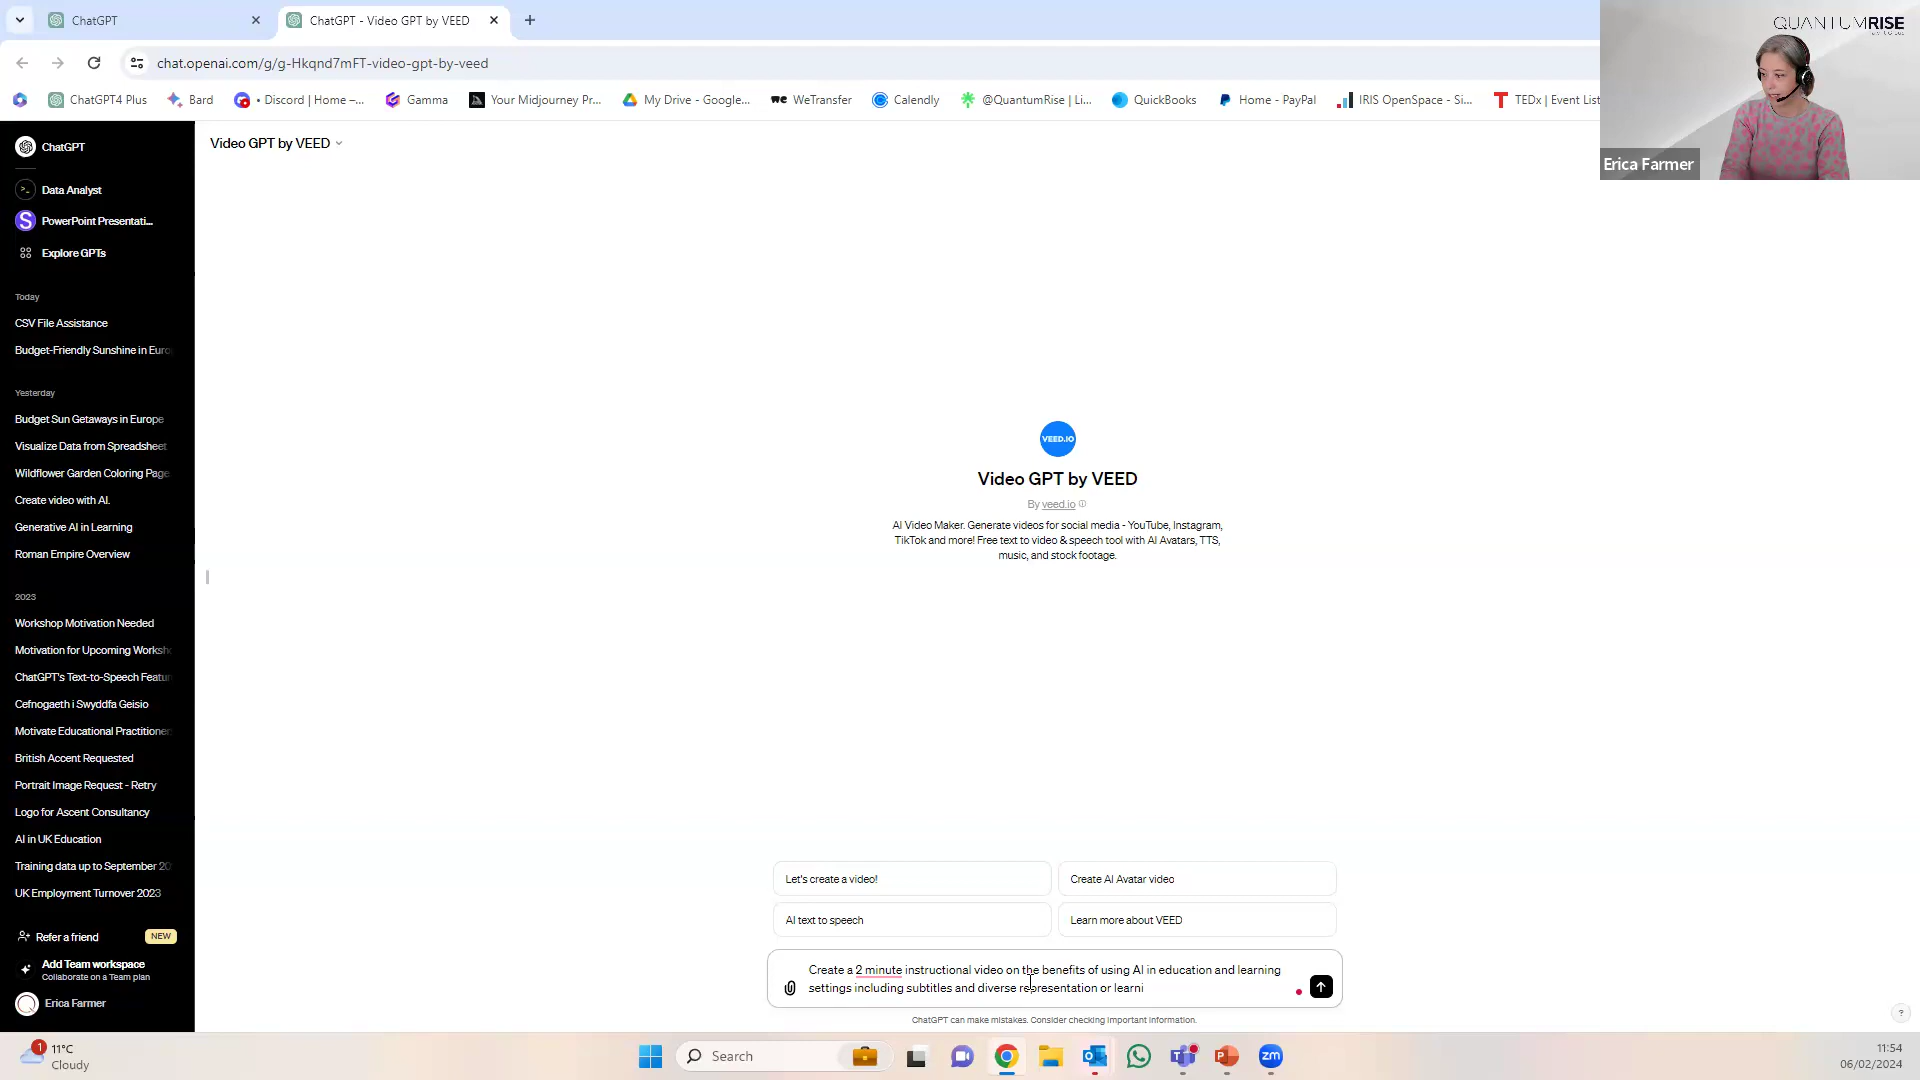 ChatGPT
ChatGPT - Video GPT by VEED
chat.openai.com/g/g-Hkqnd7mFT-video-gpt-by-veed
ChatGPT4 Plus
Bard
• Discord | Home –...
Gamma
Your Midjourney Pr...
My Drive - Google...
WeTransfer
Calendly
@QuantumRise | Li...
QuickBooks
Home - PayPal
IRIS OpenSpace - Si...
TEDx | Event List
QUANTUMRISE
Erica Farmer
ChatGPT
Data Analyst
PowerPoint Presentati...
Explore GPTs
Today
CSV File Assistance
Budget-Friendly Sunshine in Euro
Yesterday
Budget Sun Getaways in Europe
Visualize Data from Spreadsheet
Wildflower Garden Coloring Page
Create video with AI.
Generative AI in Learning
Roman Empire Overview
2023
Workshop Motivation Needed
Motivation for Upcoming Worksho
ChatGPT's Text-to-Speech Featur
Cefnogaeth i Swyddfa Geisio
Motivate Educational Practitioner
British Accent Requested
Portrait Image Request - Retry
Logo for Ascent Consultancy
AI in UK Education
Training data up to September 20
UK Employment Turnover 2023
Refer a friend
NEW
Add Team workspace
Collaborate on a Team plan
Erica Farmer
Video GPT by VEED
VEED.IO
Video GPT by VEED
By veed.io
AI Video Maker. Generate videos for social media - YouTube, Instagram,
TikTok and more! Free text to video & speech tool with AI Avatars, TTS,
music, and stock footage.
Let's create a video!
Create AI Avatar video
AI text to speech
Learn more about VEED
Create a 2 minute instructional video on the benefits of using AI in education and learning
settings including subtitles and diverse representation or learni
ChatGPT can make mistakes. Consider checking important information.
?
1
11°C
Cloudy
Search
zm
11:54
06/02/2024